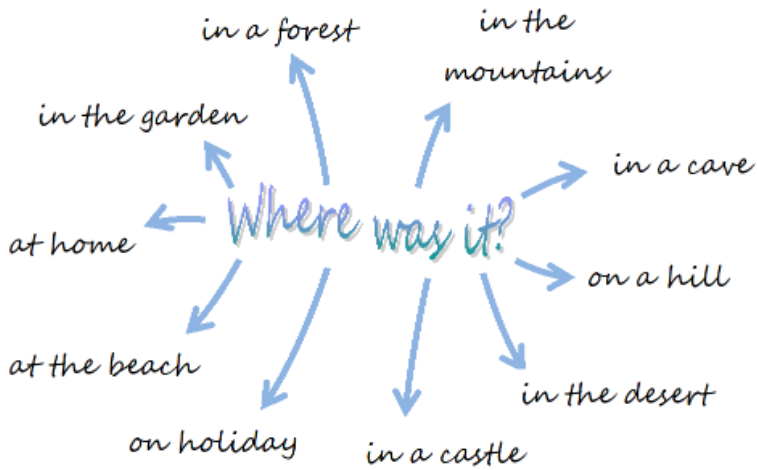 in a forest
in the
mountains
in the garden
in a cave
Where was it?
at home
on a hill
at the beach
in the desert
on holiday
in a castle